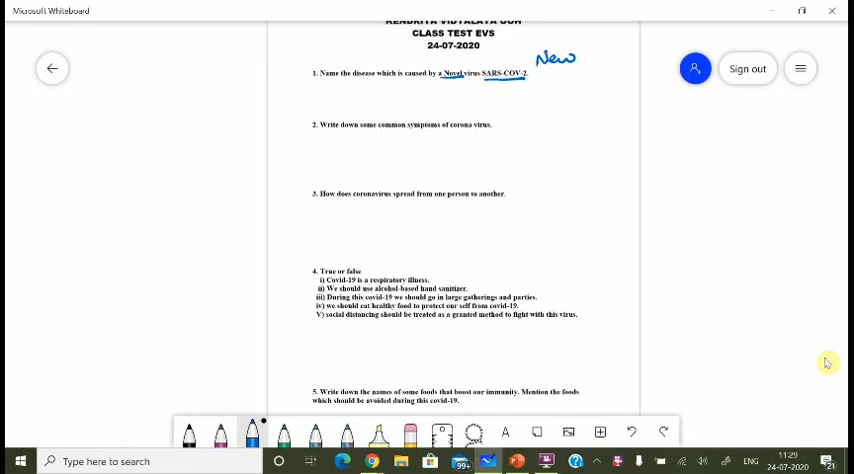 Microsoft Whiteboard
KENDRIYA VIDYALAYA UOH
CLASS TEST EVS
24-07-2020
New
1. Name the disease which is caused by a Novel virus SARS-COV-2.
Sign out
2. Write down some common symptoms of corona virus.
3. How does coronavirus spread from one person to another.
4. True or false
i) Covid-19 is a respiratory illness.
ii) We should use alcohol-based hand sanitizer.
iii) During this covid-19 we should go in large gatherings and parties.
iv) we should eat healthy food to protect our self from covid-19.
V) social distancing should be treated as a granted method to fight with this virus.
5. Write down the names of some foods that boost our immunity. Mention the foods
which should be avoided during this covid-19.
Type here to search
99+
ENG
11:29
24-07-2020
21